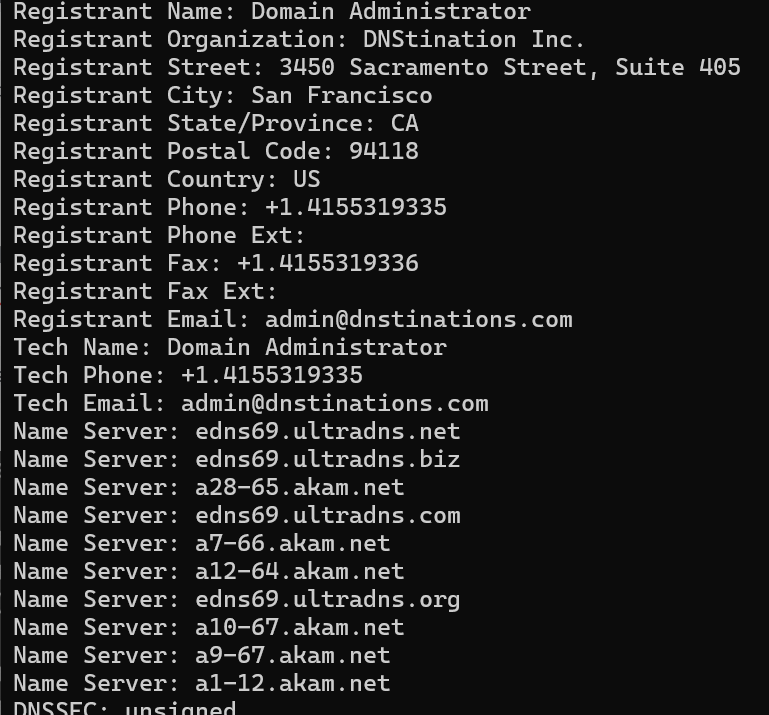 Registrant Name: Domain Administrator
Registrant Organization: DNStination Inc.
Registrant Street: 3450 Sacramento Street, Suite 405
Registrant City: San Francisco
Registrant State/Province: CA
Registrant Postal Code: 94118
Registrant Country: US
Registrant Phone: +1.4155319335
Registrant Phone Ext:
Registrant Fax: +1.4155319336
Registrant Fax Ext:
Registrant Email: admin@dnstinations.com
Tech Name: Domain Administrator
Tech Phone: +1.4155319335
Tech Email: admin@dnstinations.com
Name Server: edns69.ultradns.net
Name Server: edns69.ultradns.biz
Name Server: a28-65.akam.net
Name Server: edns69.ultradns.com
Name Server: a7-66.akam.net
Name Server: a12-64.akam.net
Name Server: edns69.ultradns.org
Name Server: a10-67.akam.net
Name Server: a9-67.akam.net
Name Server: a1-12.akam.net
DNSSEC: unsigned